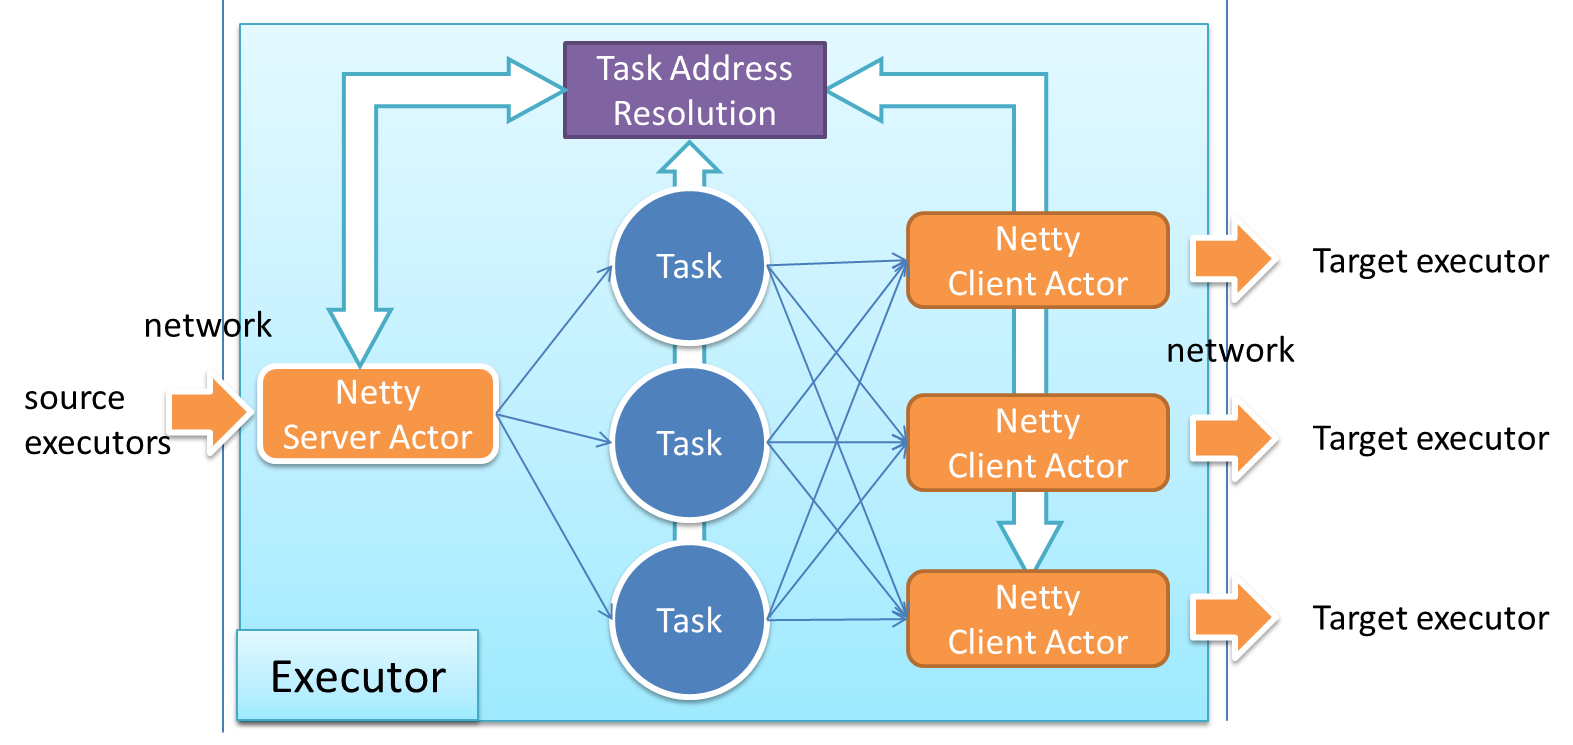 Task Address
Resolution
network
source
executors
Netty
Server Actor
Task
Task
Task
Netty
Client Actor
Netty
Client Actor
Netty
Client Actor
network
Target executor
Target executor
Target executor
Executor